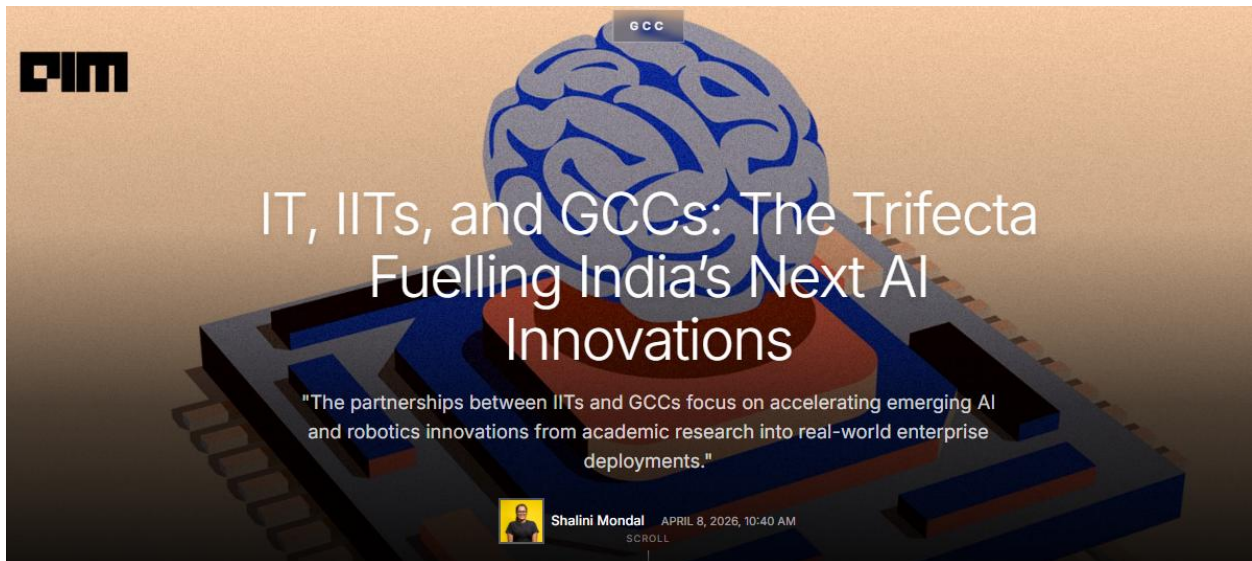 GCC
AIM
IT, IITs, and GCCs: The Trifecta
Fuelling India’s Next AI
Innovations
"The partnerships between IITs and GCCs focus on accelerating emerging AI
and robotics innovations from academic research into real-world enterprise
deployments."
Shalini Mondal APRIL 8, 2026, 10:40 AM
SCROLL